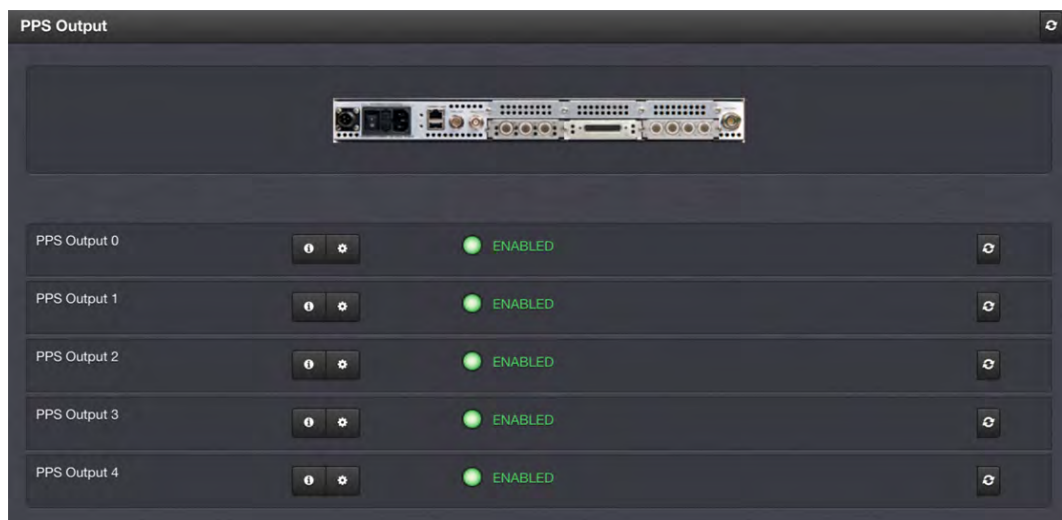 PPS Output
PPS Output 0 ENABLED
PPS Output 1 ENABLED
PPS Output 2 ENABLED
PPS Output 3 ENABLED
PPS Output 4 ENABLED